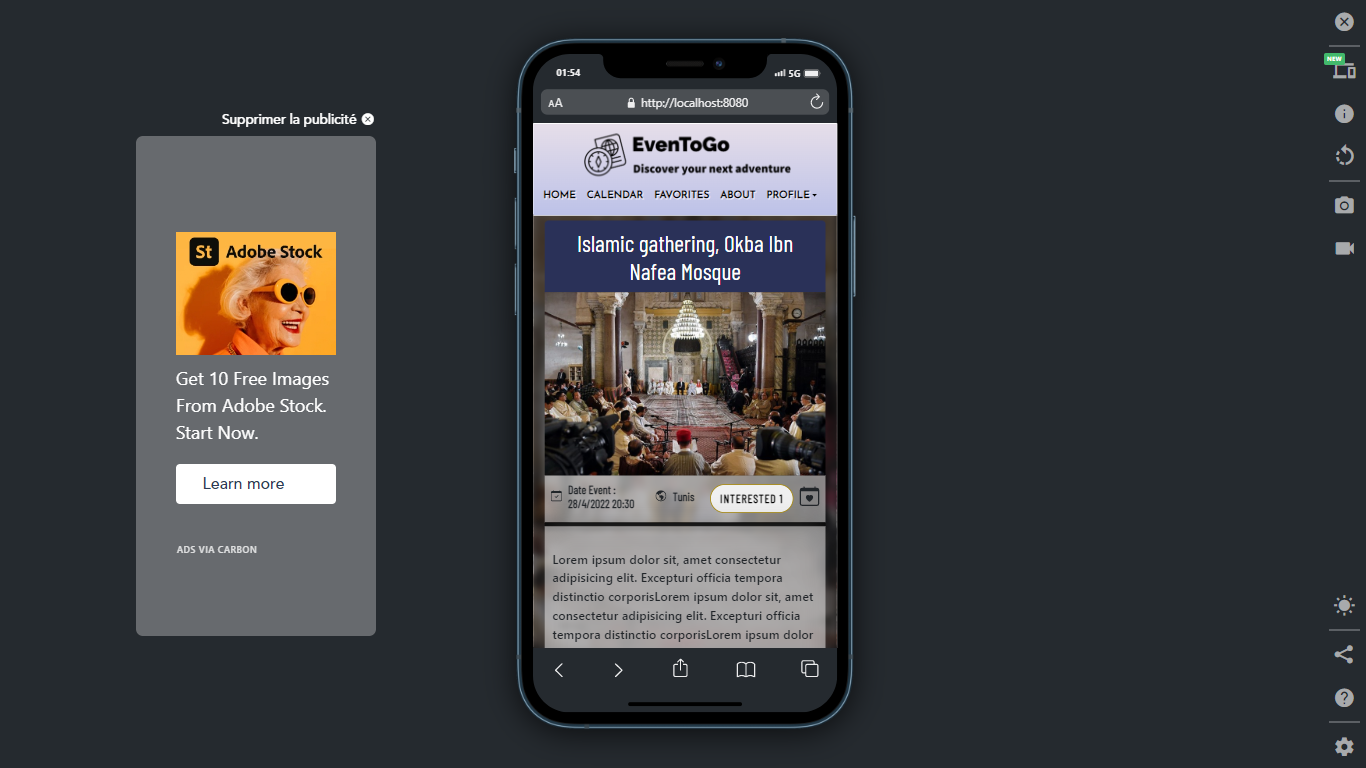 Supprimer la publicité
St Adobe Stock
Get 10 Free Images
From Adobe Stock.
Start Now.
Learn more
ADS VIA CARBON
01:54
5G
AA
http://localhost:8080
EvenToGo
Discover your next adventure
HOME CALENDAR FAVORITES ABOUT PROFILE
Islamic gathering, Okba Ibn
Nafea Mosque
Date Event :
28/4/2022 20:30
Tunis
INTERESTED 1
Lorem ipsum dolor sit, amet consectetur
adipisicing elit. Excepturi officia tempora
distinctio corporisLorem ipsum dolor sit, amet
consectetur adipisicing elit. Excepturi officia
tempora distinctio corporisLorem ipsum dolor
NEW